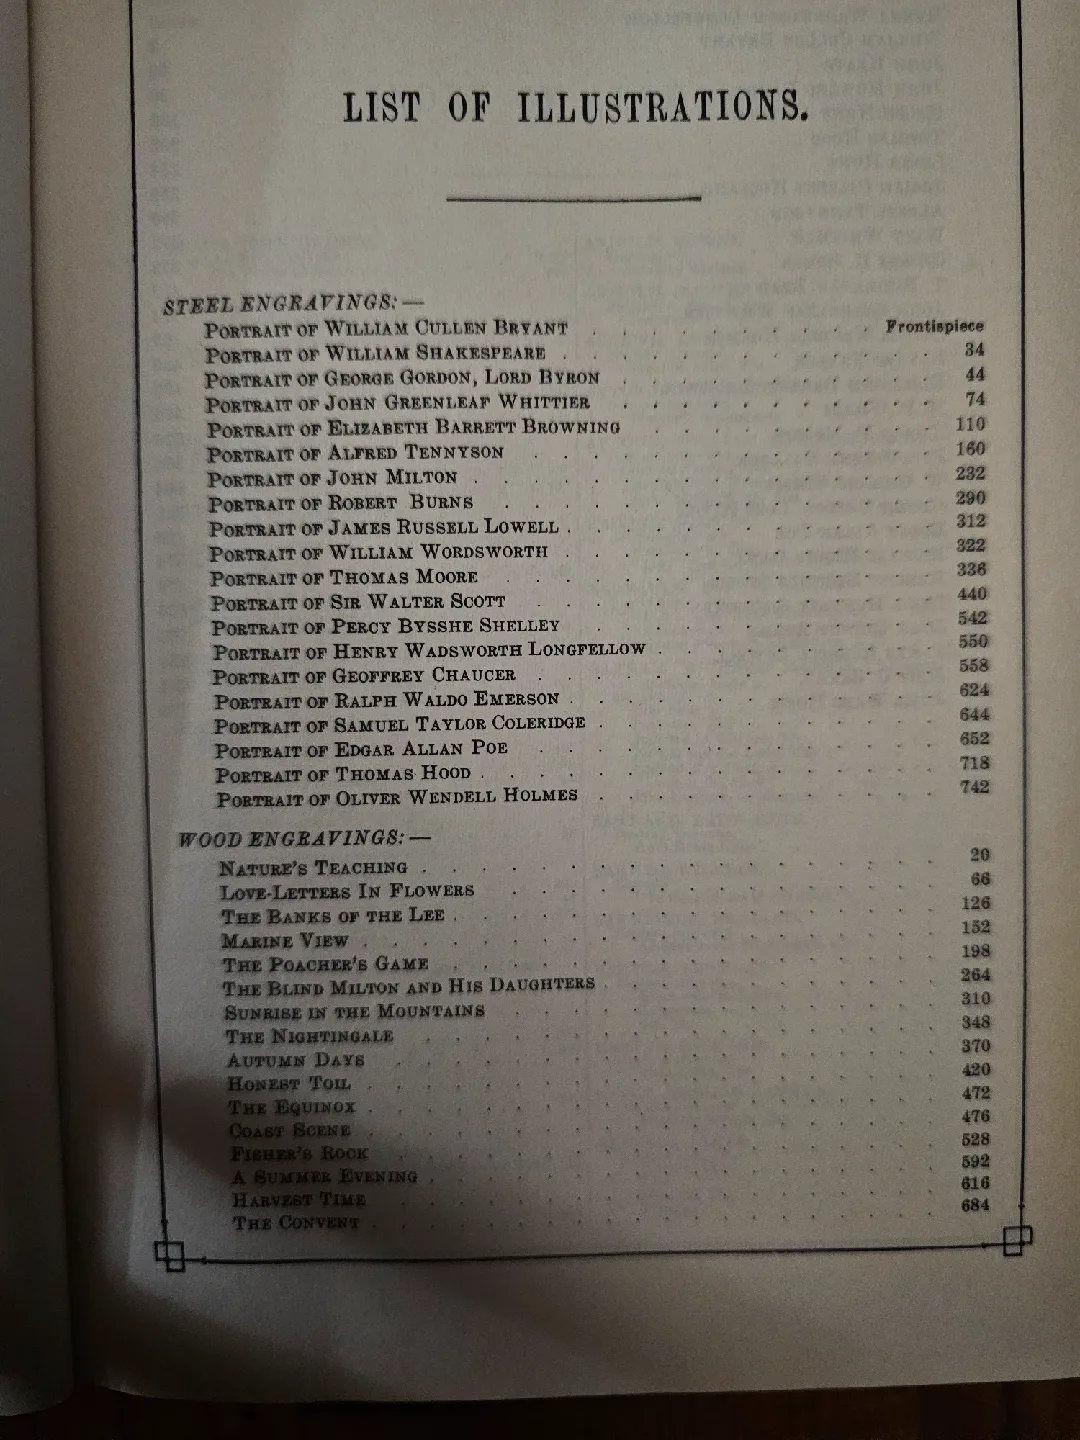 LIST OF ILLUSTRATIONS.
STEEL ENGRAVINGS:—
PORTRAIT OF WILLIAM CULLEN BRYANT . . . . . . . . . . Frontispiece
PORTRAIT OF WILLIAM SHAKESPEARE . . . . . . . . . . . . . 34
PORTRAIT OF GEORGE GORDON, LORD BYRON . . . . . . . . . . . 44
PORTRAIT OF JOHN GREENLEAF WHITTIER . . . . . . . . . . . 74
PORTRAIT OF ELIZABETH BARRETT BROWNING . . . . . . . . . . 110
PORTRAIT OF ALFRED TENNYSON . . . . . . . . . . . . . . 160
PORTRAIT OF JOHN MILTON . . . . . . . . . . . . . . . . 232
PORTRAIT OF ROBERT BURNS . . . . . . . . . . . . . . . 290
PORTRAIT OF JAMES RUSSELL LOWELL . . . . . . . . . . . . . 312
PORTRAIT OF WILLIAM WORDSWORTH . . . . . . . . . . . . . 322
PORTRAIT OF THOMAS MOORE . . . . . . . . . . . . . . . 336
PORTRAIT OF SIR WALTER SCOTT . . . . . . . . . . . . . . 440
PORTRAIT OF PERCY BYSSHE SHELLEY . . . . . . . . . . . . 542
PORTRAIT OF HENRY WADSWORTH LONGFELLOW . . . . . . . . . . 550
PORTRAIT OF GEOFFREY CHAUCER . . . . . . . . . . . . . . 558
PORTRAIT OF RALPH WALDO EMERSON . . . . . . . . . . . . . 624
PORTRAIT OF SAMUEL TAYLOR COLERIDGE . . . . . . . . . . . . 644
PORTRAIT OF EDGAR ALLAN POE . . . . . . . . . . . . . . 652
PORTRAIT OF THOMAS HOOD . . . . . . . . . . . . . . . . 718
PORTRAIT OF OLIVER WENDELL HOLMES . . . . . . . . . . . . 742
WOOD ENGRAVINGS:—
NATURE'S TEACHING . . . . . . . . . . . . . . . . . . 20
LOVE-LETTERS IN FLOWERS . . . . . . . . . . . . . . . 66
THE BANKS OF THE LEE . . . . . . . . . . . . . . . . . 126
MARINE VIEW . . . . . . . . . . . . . . . . . . . . 152
THE POACHER'S GAME . . . . . . . . . . . . . . . . . 198
THE BLIND MILTON AND HIS DAUGHTERS . . . . . . . . . . . . 264
SUNRISE IN THE MOUNTAINS . . . . . . . . . . . . . . . 310
THE NIGHTINGALE . . . . . . . . . . . . . . . . . . 348
AUTUMN DAYS . . . . . . . . . . . . . . . . . . . 370
HONEST TOIL . . . . . . . . . . . . . . . . . . . . 420
THE EQUINOX . . . . . . . . . . . . . . . . . . . . 472
COAST SCENE . . . . . . . . . . . . . . . . . . . . 476
FISHER'S ROCK . . . . . . . . . . . . . . . . . . . 528
A SUMMER EVENING . . . . . . . . . . . . . . . . . . 592
HARVEST TIME . . . . . . . . . . . . . . . . . . . 616
THE CONVENT . . . . . . . . . . . . . . . . . . . . 684